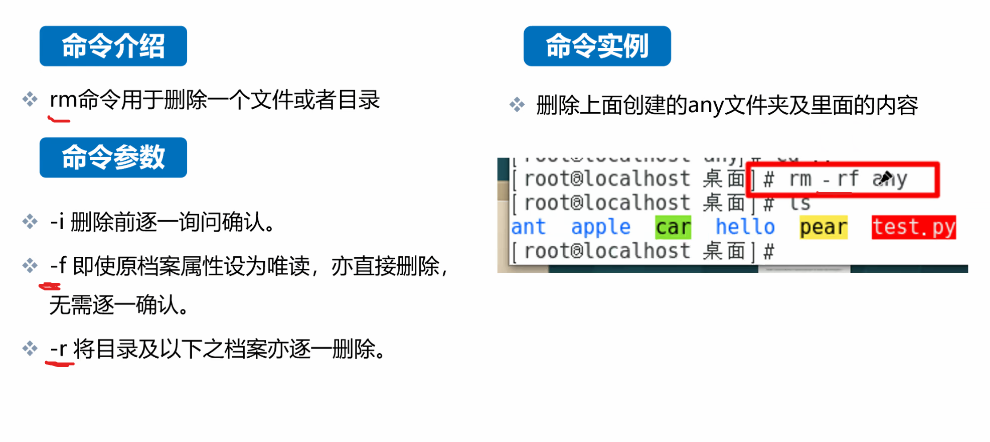 命令介绍
rm命令用于删除一个文件或者目录
命令参数
-i 删除前逐一询问确认。
-f 即使原档案属性设为唯读，亦直接删除，
无需逐一确认。
-r 将目录及以下之档案亦逐一删除。
命令实例
删除上面创建的any文件夹及里面的内容
[root@localhost any]# cd ..
[root@localhost 桌面]# rm -rf any
[root@localhost 桌面]# ls
ant apple car hello pear test.py
[root@localhost 桌面]#